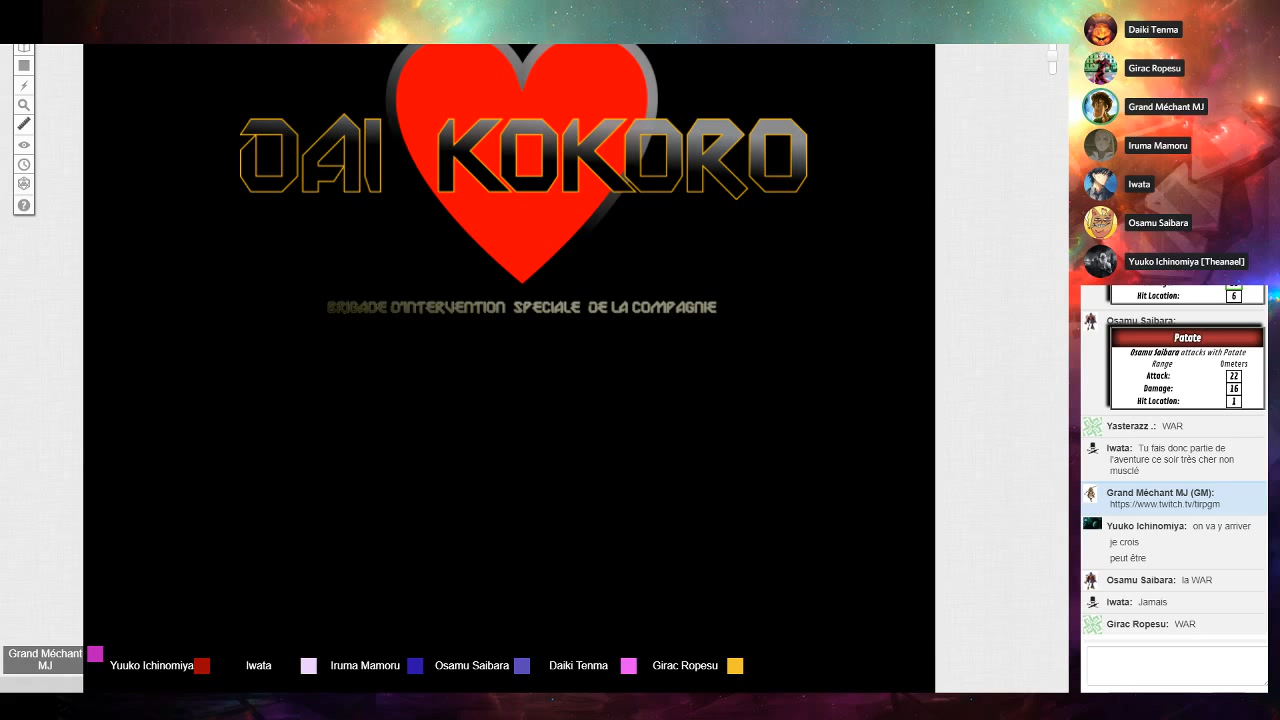 DAI KOKORO
BRIGADE D'INTERVENTION SPECIALE DE LA COMPAGNIE
Daiki Tenma
Girac Ropesu
Grand Méchant MJ
Iruma Mamoru
Iwata
Osamu Saibara
Yuuko Ichinomiya [Theanael]
Hit Location: 6
Osamu Saibara:
Patate
Osamu Saibara attacks with Patate
Range 0meters
Attack: 22
Damage: 16
Hit Location: 1
Yasterazz .: WAR
Iwata: Tu fais donc partie de
l'aventure ce soir très cher non
musclé
Grand Méchant MJ (GM):
https://www.twitch.tv/tirpgm
Yuuko Ichinomiya: on va y arriver
je crois
peut être
Osamu Saibara: la WAR
Iwata: Jamais
Girac Ropesu: WAR
Grand Méchant
MJ
Yuuko Ichinomiya Iwata Iruma Mamoru Osamu Saibara Daiki Tenma Girac Ropesu